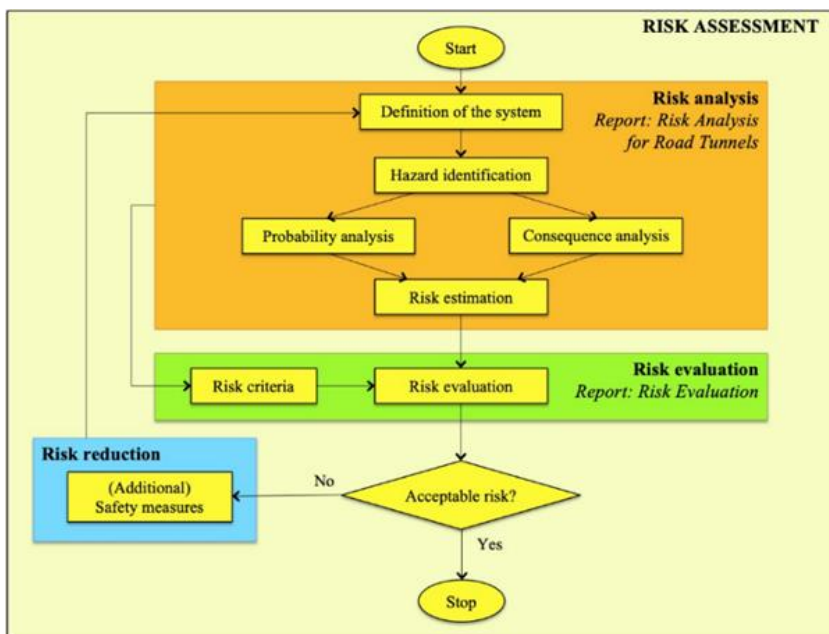 RISK ASSESSMENT
Start
Risk analysis
Report: Risk Analysis
for Road Tunnels
Definition of the system
Hazard identification
Probability analysis
Consequence analysis
Risk estimation
Risk evaluation
Report: Risk Evaluation
Risk criteria
Risk evaluation
Risk reduction
(Additional)
Safety measures
No
Acceptable risk?
Yes
Stop